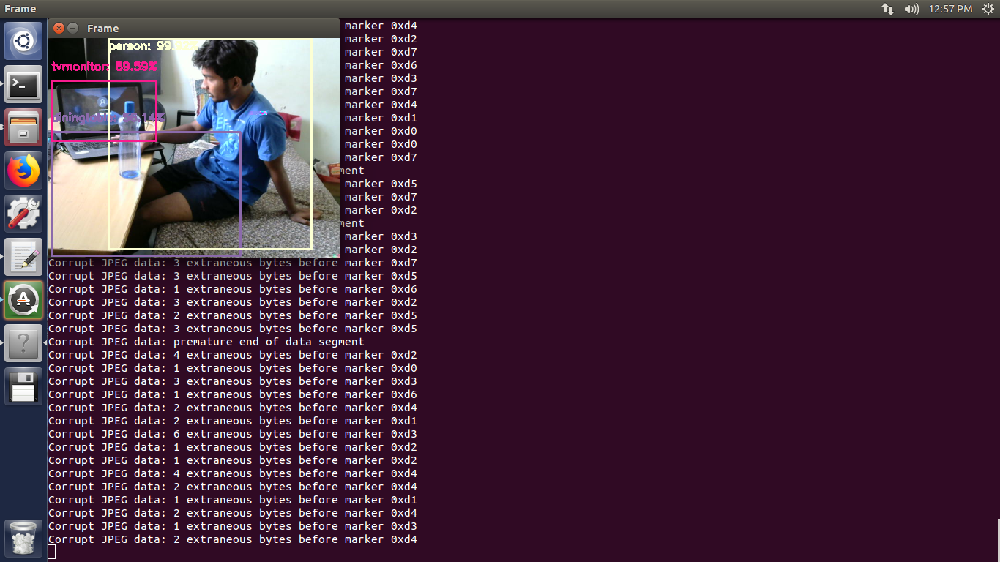 Frame
12:57 PM
Frame
person: 99.
tvmonitor: 89.59%
marker 0xd4
marker 0xd2
marker 0xd7
marker 0xd6
marker 0xd3
marker 0xd7
marker 0xd4
marker 0xd1
marker 0xd0
marker 0xd0
marker 0xd7
ment
marker 0xd5
marker 0xd7
marker 0xd2
ment
marker 0xd3
marker 0xd2
Corrupt JPEG data: 3 extraneous bytes before marker 0xd7
Corrupt JPEG data: 3 extraneous bytes before marker 0xd5
Corrupt JPEG data: 1 extraneous bytes before marker 0xd6
Corrupt JPEG data: 3 extraneous bytes before marker 0xd2
Corrupt JPEG data: 2 extraneous bytes before marker 0xd5
Corrupt JPEG data: 3 extraneous bytes before marker 0xd5
Corrupt JPEG data: premature end of data segment
Corrupt JPEG data: 4 extraneous bytes before marker 0xd2
Corrupt JPEG data: 1 extraneous bytes before marker 0xd0
Corrupt JPEG data: 3 extraneous bytes before marker 0xd3
Corrupt JPEG data: 1 extraneous bytes before marker 0xd6
Corrupt JPEG data: 2 extraneous bytes before marker 0xd4
Corrupt JPEG data: 2 extraneous bytes before marker 0xd1
Corrupt JPEG data: 6 extraneous bytes before marker 0xd3
Corrupt JPEG data: 1 extraneous bytes before marker 0xd2
Corrupt JPEG data: 1 extraneous bytes before marker 0xd2
Corrupt JPEG data: 4 extraneous bytes before marker 0xd4
Corrupt JPEG data: 2 extraneous bytes before marker 0xd4
Corrupt JPEG data: 1 extraneous bytes before marker 0xd1
Corrupt JPEG data: 2 extraneous bytes before marker 0xd4
Corrupt JPEG data: 1 extraneous bytes before marker 0xd3
Corrupt JPEG data: 2 extraneous bytes before marker 0xd4